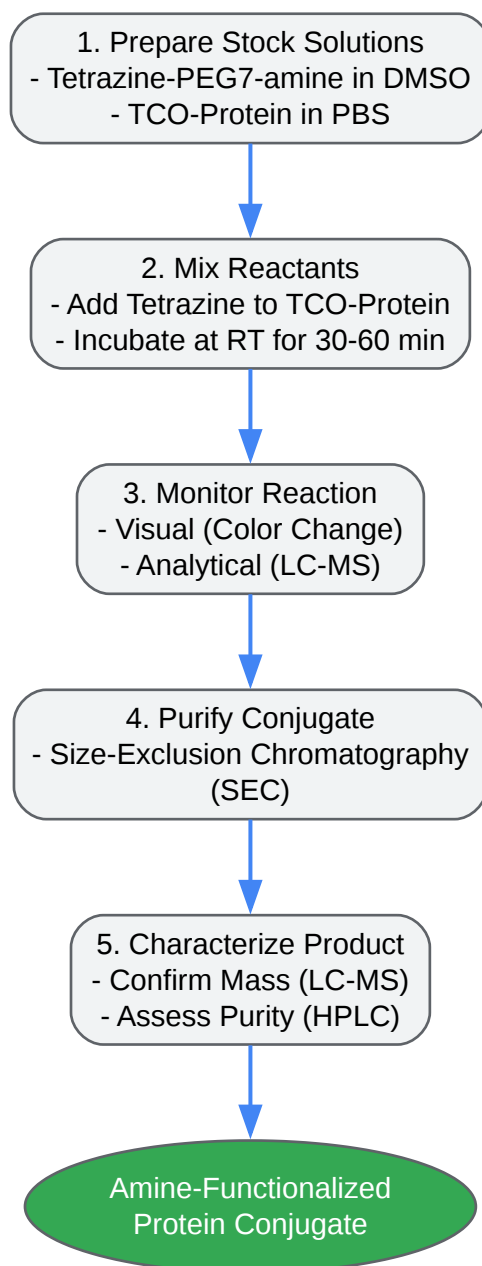 1. Prepare Stock Solutions
- Tetrazine-PEG7-amine in DMSO
- TCO-Protein in PBS
2. Mix Reactants
- Add Tetrazine to TCO-Protein
- Incubate at RT for 30-60 min
3. Monitor Reaction
- Visual (Color Change)
- Analytical (LC-MS)
4. Purify Conjugate
- Size-Exclusion Chromatography
(SEC)
5. Characterize Product
- Confirm Mass (LC-MS)
- Assess Purity (HPLC)
Amine-Functionalized
Protein Conjugate